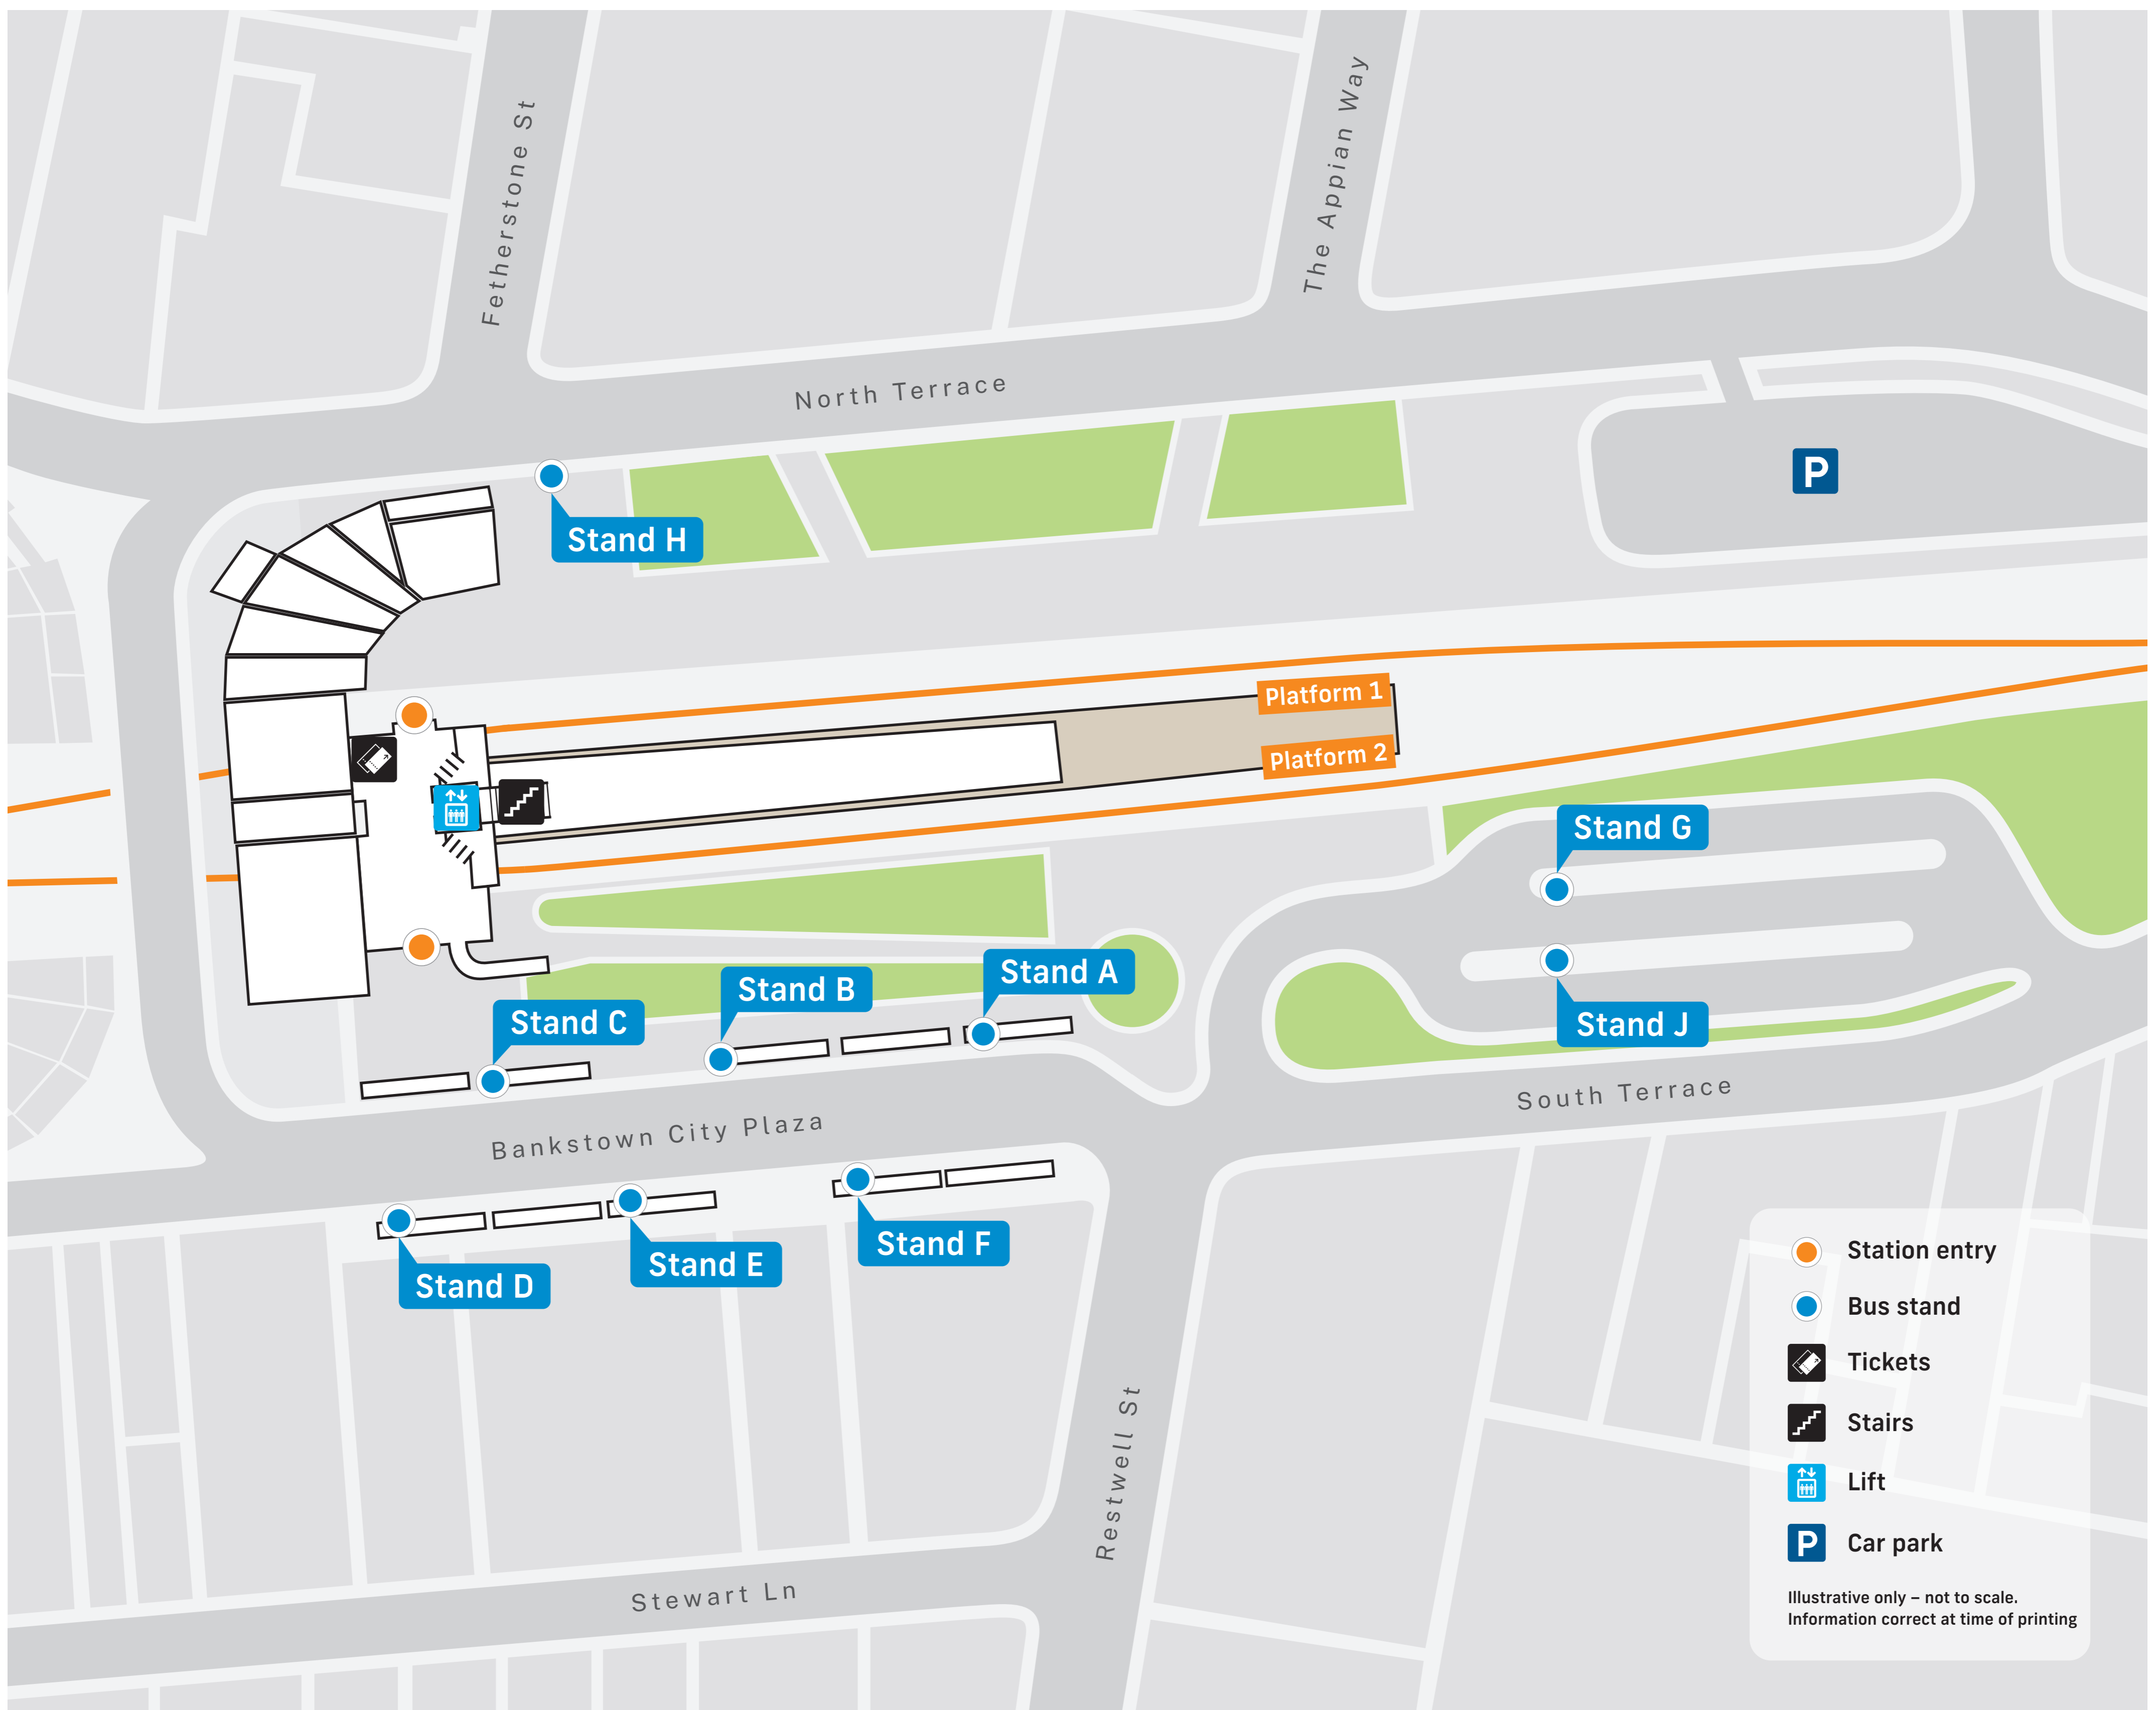 Fetherstone St
The Appian Way
North Terrace
P
Stand H
Platform 1
Platform 2
Stand G
Stand A
Stand B
Stand C
Stand J
South Terrace
Bankstown City Plaza
Stand F
Stand E
Stand D
Restwell St
Stewart Ln
Station entry
Bus stand
Tickets
Stairs
Lift
P Car park
Illustrative only – not to scale.
Information correct at time of printing